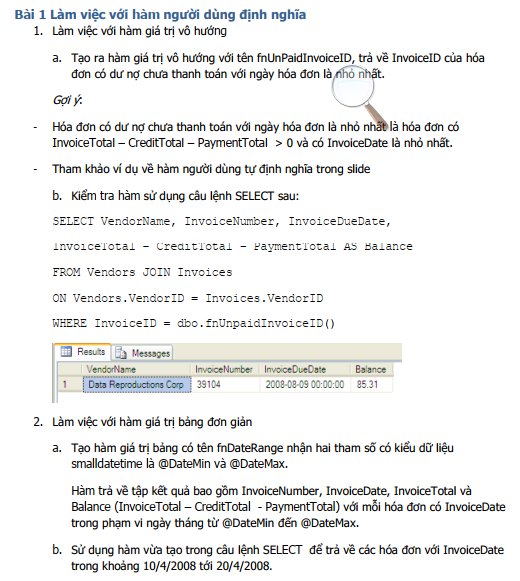 Bài 1 Làm việc với hàm người dùng định nghĩa
1. Làm việc với hàm giá trị vô hướng
a. Tạo ra hàm giá trị vô hướng với tên fnUnPaidInvoiceID, trả về InvoiceID của hóa
đơn có dư nợ chưa thanh toán với ngày hóa đơn là nhỏ nhất.
Gợi ý:
- Hóa đơn có dư nợ chưa thanh toán với ngày hóa đơn là nhỏ nhất là hóa đơn có
InvoiceTotal – CreditTotal – PaymentTotal > 0 và có InvoiceDate là nhỏ nhất.
- Tham khảo ví dụ về hàm người dùng tự định nghĩa trong slide
b. Kiểm tra hàm sử dụng câu lệnh SELECT sau:
SELECT VendorName, InvoiceNumber, InvoiceDueDate,
InvoiceTotal - CreditTotal - PaymentTotal AS Balance
FROM Vendors JOIN Invoices
ON Vendors.VendorID = Invoices.VendorID
WHERE InvoiceID = dbo.fnUnpaidInvoiceID()
Results Messages
VendorName InvoiceNumber InvoiceDueDate Balance
1 Data Reproductions Corp 39104 2008-08-09 00:00:00 85.31
2. Làm việc với hàm giá trị bảng đơn giản
a. Tạo hàm giá trị bảng có tên fnDateRange nhận hai tham số có kiểu dữ liệu
smalldatetime là @DateMin và @DateMax.
Hàm trả về tập kết quả bao gồm InvoiceNumber, InvoiceDate, InvoiceTotal và
Balance (InvoiceTotal – CreditTotal - PaymentTotal) với mỗi hóa đơn có InvoiceDate
trong phạm vi ngày tháng từ @DateMin đến @DateMax.
b. Sử dụng hàm vừa tạo trong câu lệnh SELECT để trả về các hóa đơn với InvoiceDate
trong khoảng 10/4/2008 tới 20/4/2008.